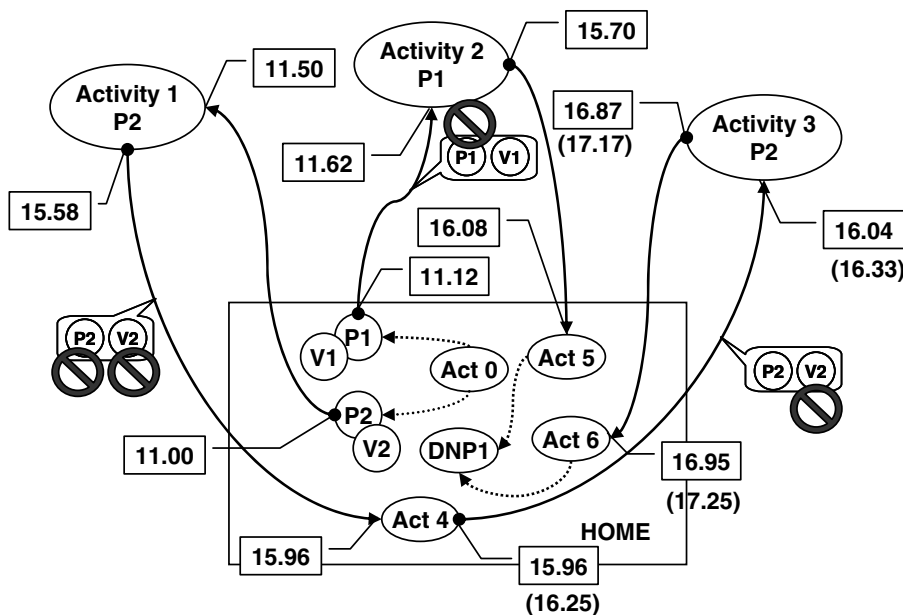 15.70
Activity 2
P1
11.50
Activity 1
P2
16.87
(17.17)
Activity 3
P2
11.62
P1 V1
15.58
16.08
16.04
(16.33)
11.12
P2 V2
P1
V1
Act 0
Act 5
P2 V2
P2
V2
11.00
DNP1
Act 6
16.95
(17.25)
Act 4
HOME
15.96
15.96
(16.25)